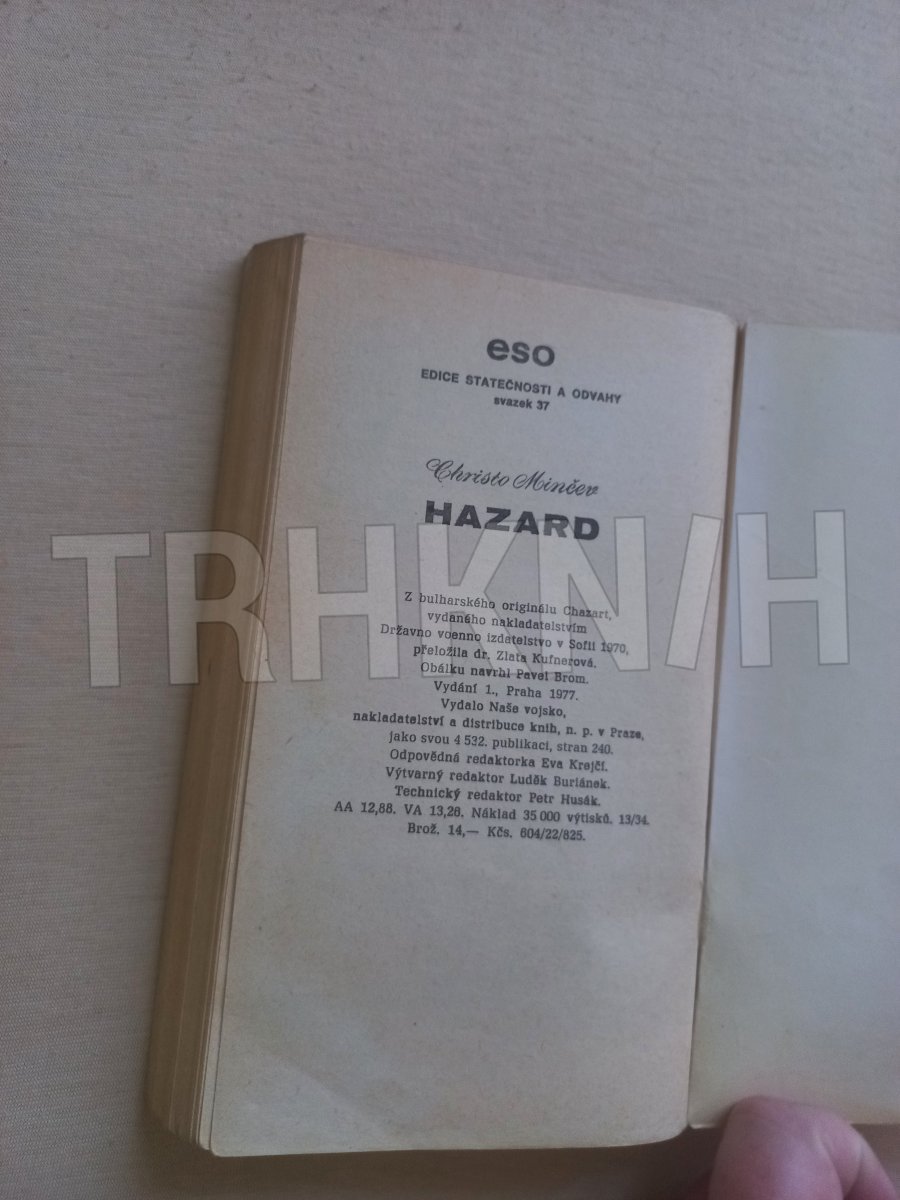 eso
EDICE STATEČNOSTI A ODVAHY
svazek 37
Christo Minčev
HAZARD
TRHKNIH
Z bulharského originálu Chazart,
vydaného nakladatelstvím
Državno voenno izdatelstvo v Sofii 1970,
přeložila dr. Zlata Kufnerová.
Obálku navrhl Pavel Brom.
Vydání 1., Praha 1977.
Vydalo Naše vojsko,
nakladatelství a distribuce knih, n. p. v Praze,
jako svou 4 532. publikaci, stran 240.
Odpovědná redaktorka Eva Krejčí.
Výtvarný redaktor Luděk Buriánek.
Technický redaktor Petr Husák.
AA 12,88. VA 13,26. Náklad 35 000 výtisků. 13/34.
Brož. 14,— Kčs. 604/22/825.